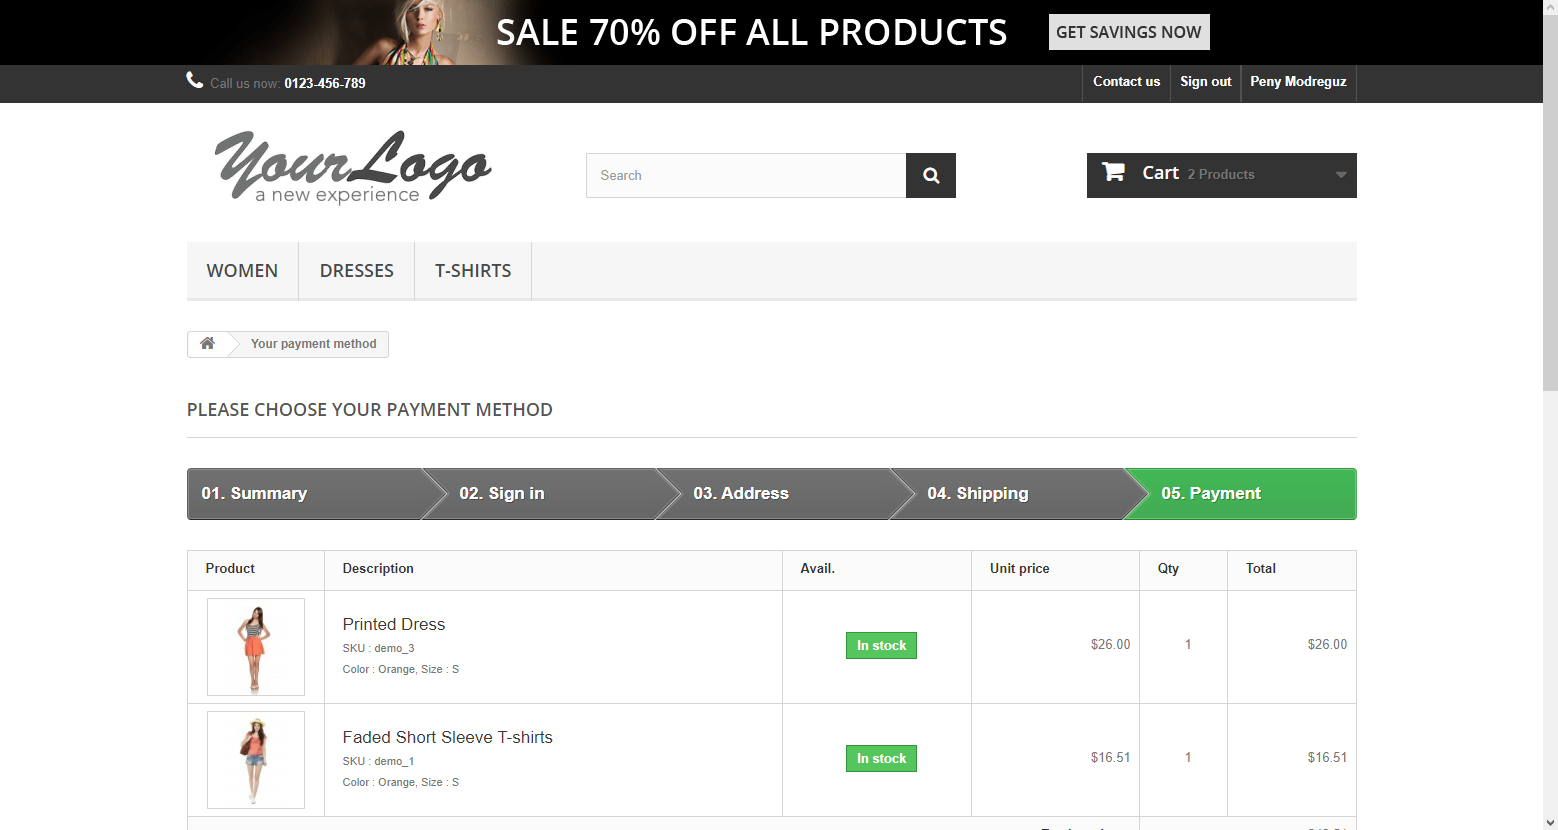 SALE 70% OFF ALL PRODUCTS
GET SAVINGS NOW
Call us now: 0123-456-789
Contact us
Sign out
Peny Modreguz
YourLogo
a new experience
Search
Cart 2 Products
WOMEN
DRESSES
T-SHIRTS
Your payment method
PLEASE CHOOSE YOUR PAYMENT METHOD
01. Summary
02. Sign in
03. Address
04. Shipping
05. Payment
Product
Description
Avail.
Unit price
Qty
Total
Printed Dress
SKU : demo_3
Color : Orange, Size : S
In stock
$26.00
1
$26.00
Faded Short Sleeve T-shirts
SKU : demo_1
Color : Orange, Size : S
In stock
$16.51
1
$16.51